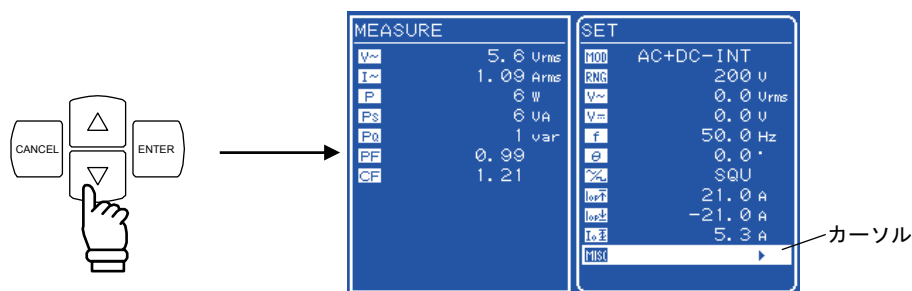 CANCEL
ENTER
MEASURE
V~ 5.6 Vrms
I~ 1.09 Arms
P 6 W
PS 6 VA
PQ 1 var
PF 0.99
CF 1.21
SET
MOD AC+DC-INT
RNG 200 V
V~ 0.0 Vrms
V⎓ 0.0 V
f 50.0 Hz
θ 0.0 °
SQU
21.0 A
-21.0 A
5.3 A
MISC ▶
カーソル